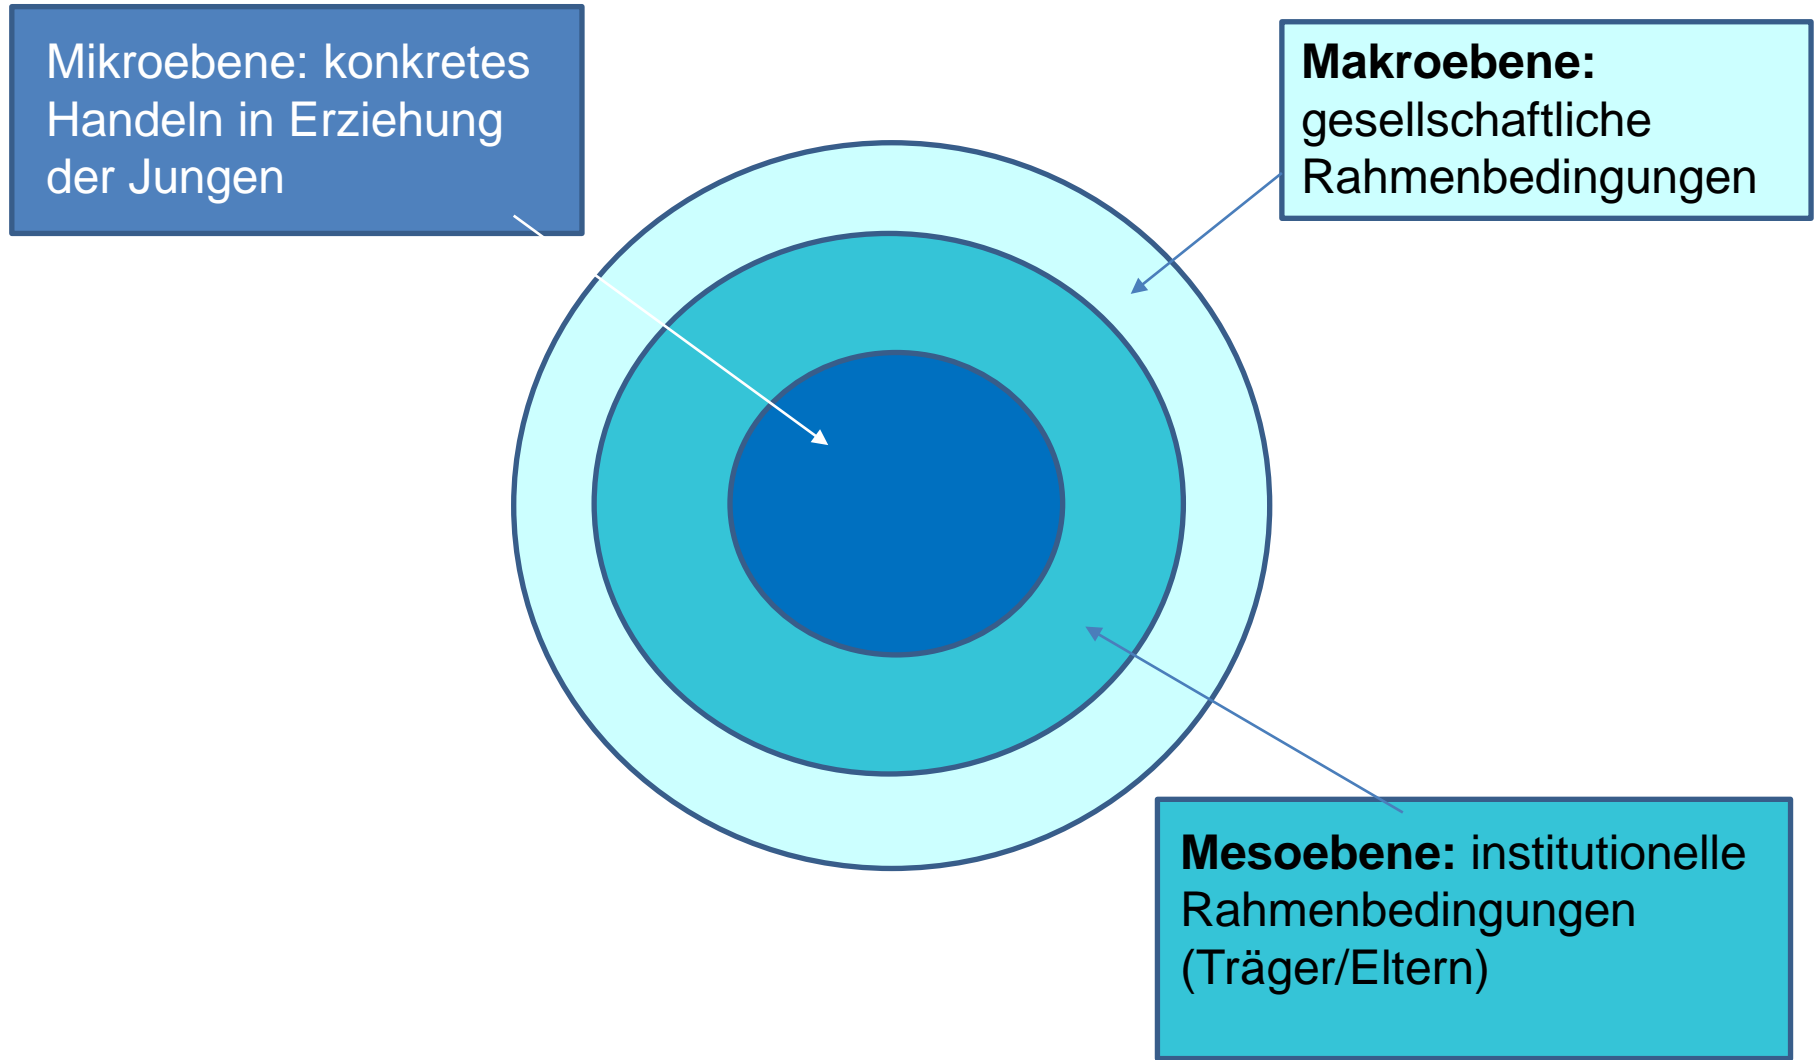 Mikroebene: konkretes
Handeln in Erziehung
der Jungen
Makroebene:
gesellschaftliche
Rahmenbedingungen
Mesoebene: institutionelle
Rahmenbedingungen
(Träger/Eltern)